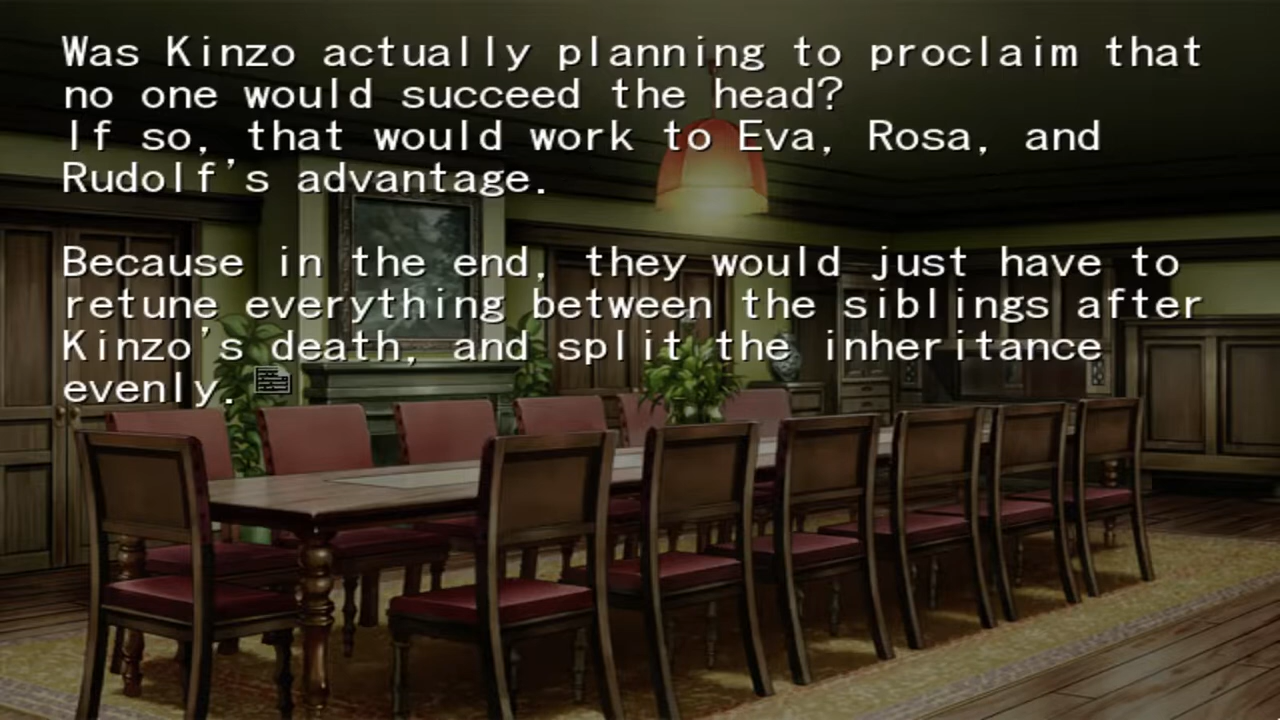 Was Kinzo actually planning to proclaim that
no one would succeed the head?
If so, that would work to Eva, Rosa, and
Rudolf's advantage.
Because in the end, they would just have to
retune everything between the siblings after
Kinzo's death, and split the inheritance
evenly.